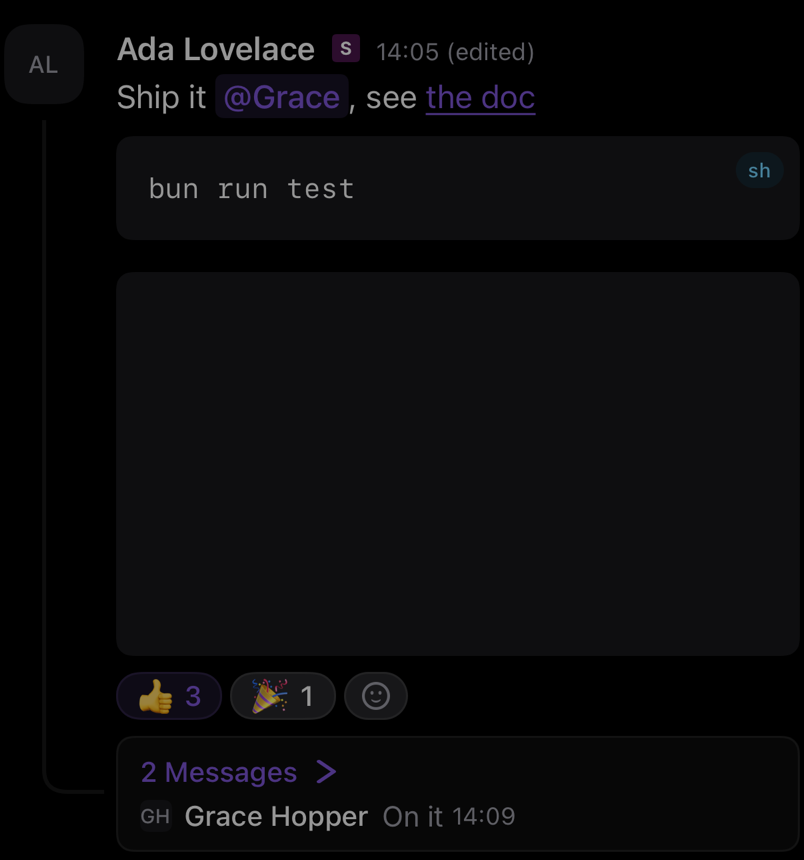 AL
Ada Lovelace S 14:05 (edited)
Ship it @Grace, see the doc
sh
bun run test
👍 3 🎉 1
2 Messages >
GH Grace Hopper On it 14:09